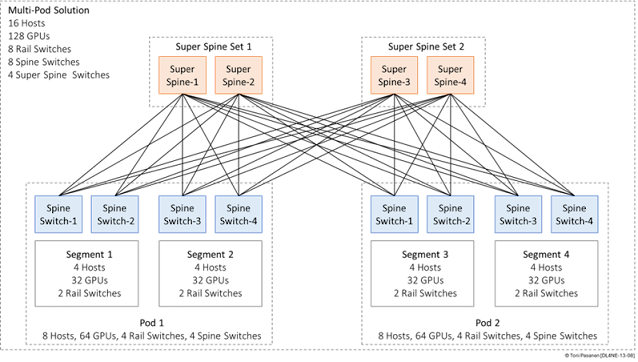 Multi-Pod Solution
16 Hosts
128 GPUs
8 Rail Switches
8 Spine Switches
4 Super Spine Switches
Super Spine Set 1
Super Spine Set 2
Super
Spine-1
Super
Spine-2
Super
Spine-3
Super
Spine-4
Spine
Switch-1
Spine
Switch-2
Spine
Switch-3
Spine
Switch-4
Spine
Switch-1
Spine
Switch-2
Spine
Switch-3
Spine
Switch-4
Segment 1
4 Hosts
32 GPUs
2 Rail Switches
Segment 2
4 Hosts
32 GPUs
2 Rail Switches
Segment 3
4 Hosts
32 GPUs
2 Rail Switches
Segment 4
4 Hosts
32 GPUs
2 Rail Switches
Pod 1
8 Hosts, 64 GPUs, 4 Rail Switches, 4 Spine Switches
Pod 2
8 Hosts, 64 GPUs, 4 Rail Switches, 4 Spine Switches
© Toni Pasanen